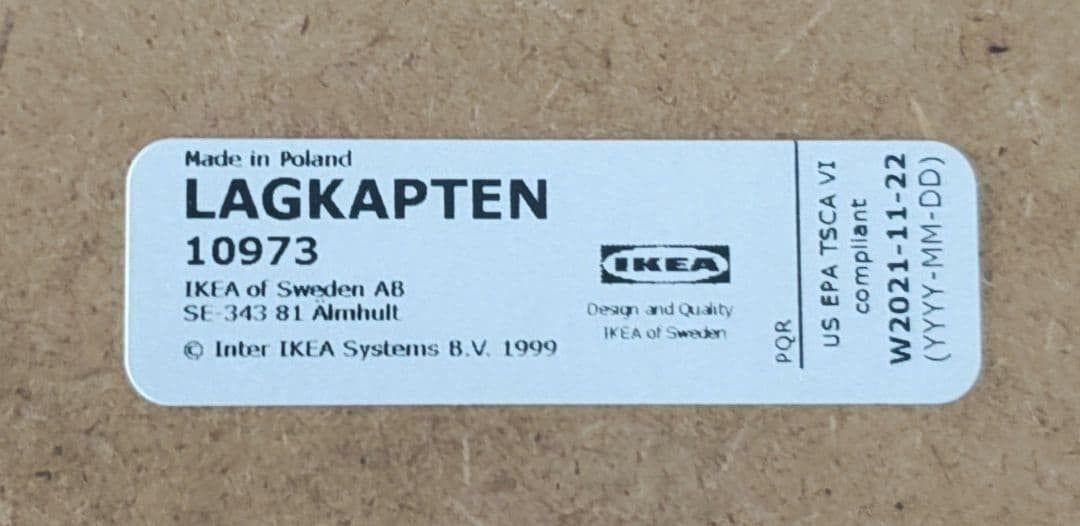 Made in Poland
LAGKAPTEN
10973
IKEA of Sweden AB
SE-343 81 Älmhult
© Inter IKEA Systems B.V. 1999
IKEA
Design and Quality
IKEA of Sweden
PQR
US EPA TSCA VI
compliant
W2021-11-22
(YYYY-MM-DD)